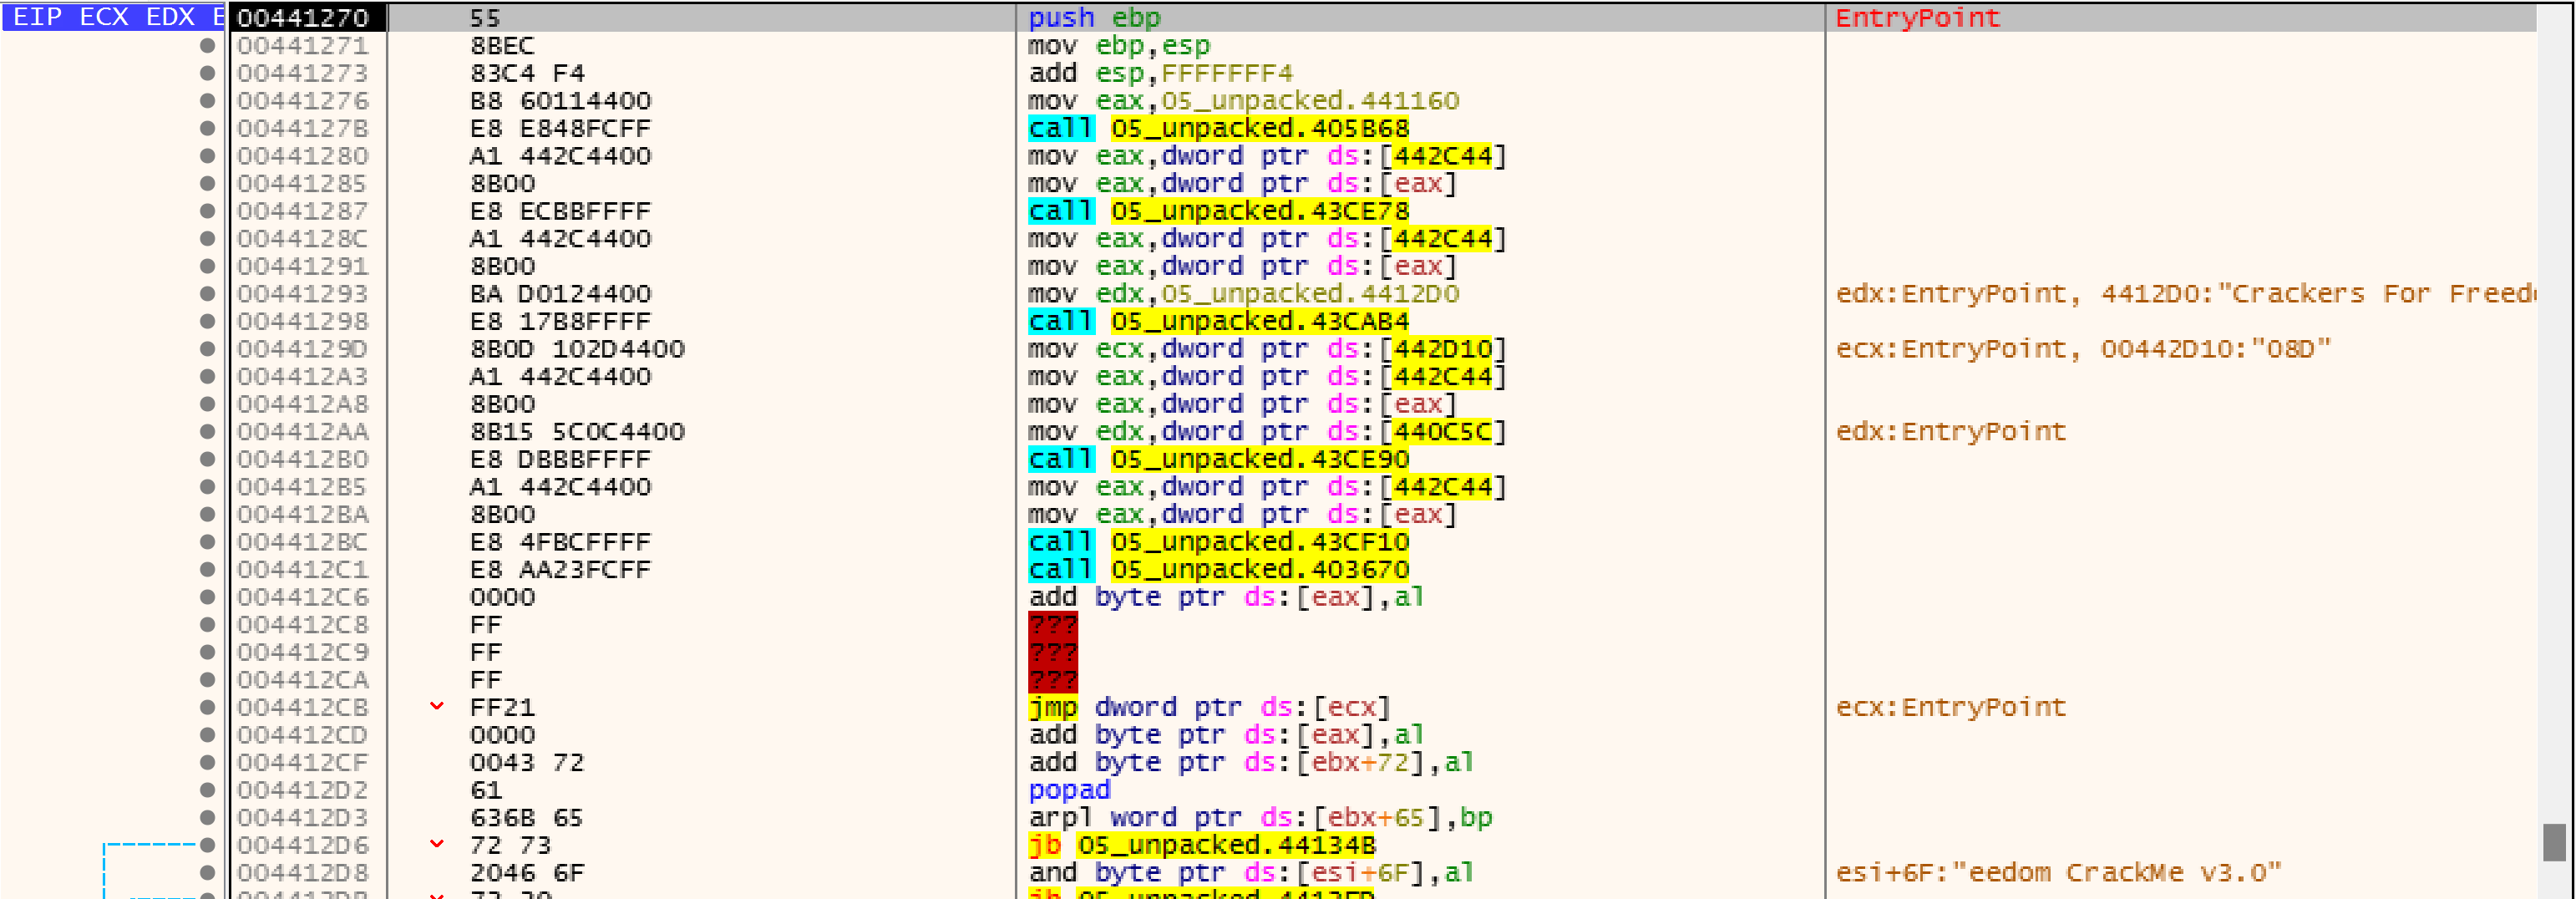 EIP ECX EDX E 00441270 55 push ebp EntryPoint
00441271 8BEC mov ebp,esp
00441273 83C4 F4 add esp,FFFFFFF4
00441276 B8 60114400 mov eax,05_unpacked.441160
0044127B E8 E848FCFF call 05_unpacked.405B68
00441280 A1 442C4400 mov eax,dword ptr ds:[442C44]
00441285 8B00 mov eax,dword ptr ds:[eax]
00441287 E8 ECBBFFFF call 05_unpacked.43CE78
0044128C A1 442C4400 mov eax,dword ptr ds:[442C44]
00441291 8B00 mov eax,dword ptr ds:[eax]
00441293 BA D0124400 mov edx,05_unpacked.4412D0 edx:EntryPoint, 4412D0:"Crackers For Freed
00441298 E8 17B8FFFF call 05_unpacked.43CAB4
0044129D 8B0D 102D4400 mov ecx,dword ptr ds:[442D10] ecx:EntryPoint, 00442D10:"08D"
004412A3 A1 442C4400 mov eax,dword ptr ds:[442C44]
004412A8 8B00 mov eax,dword ptr ds:[eax]
004412AA 8B15 5C0C4400 mov edx,dword ptr ds:[440C5C] edx:EntryPoint
004412B0 E8 DBBBFFFF call 05_unpacked.43CE90
004412B5 A1 442C4400 mov eax,dword ptr ds:[442C44]
004412BA 8B00 mov eax,dword ptr ds:[eax]
004412BC E8 4FBCFFFF call 05_unpacked.43CF10
004412C1 E8 AA23FCFF call 05_unpacked.403670
004412C6 0000 add byte ptr ds:[eax],al
004412C8 FF ???
004412C9 FF ???
004412CA FF ???
004412CB FF21 jmp dword ptr ds:[ecx] ecx:EntryPoint
004412CD 0000 add byte ptr ds:[eax],al
004412CF 0043 72 add byte ptr ds:[ebx+72],al
004412D2 61 popad
004412D3 636B 65 arpl word ptr ds:[ebx+65],bp
004412D6 72 73 jb 05_unpacked.44134B
004412D8 2046 6F and byte ptr ds:[esi+6F],al esi+6F:"eedom CrackMe v3.0"